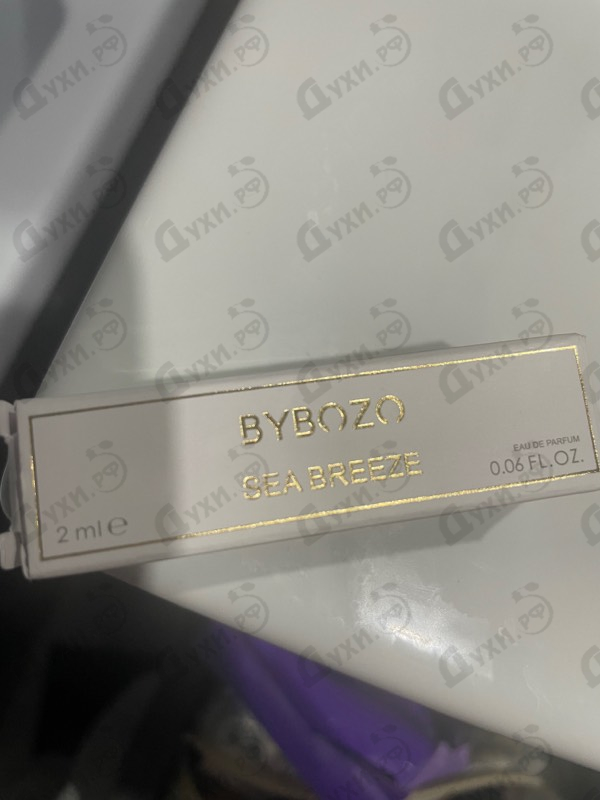 BYBOZO
SEA BREEZE
2 ml e
EAU DE PARFUM
0.06 FL.OZ.
Духи.РФ